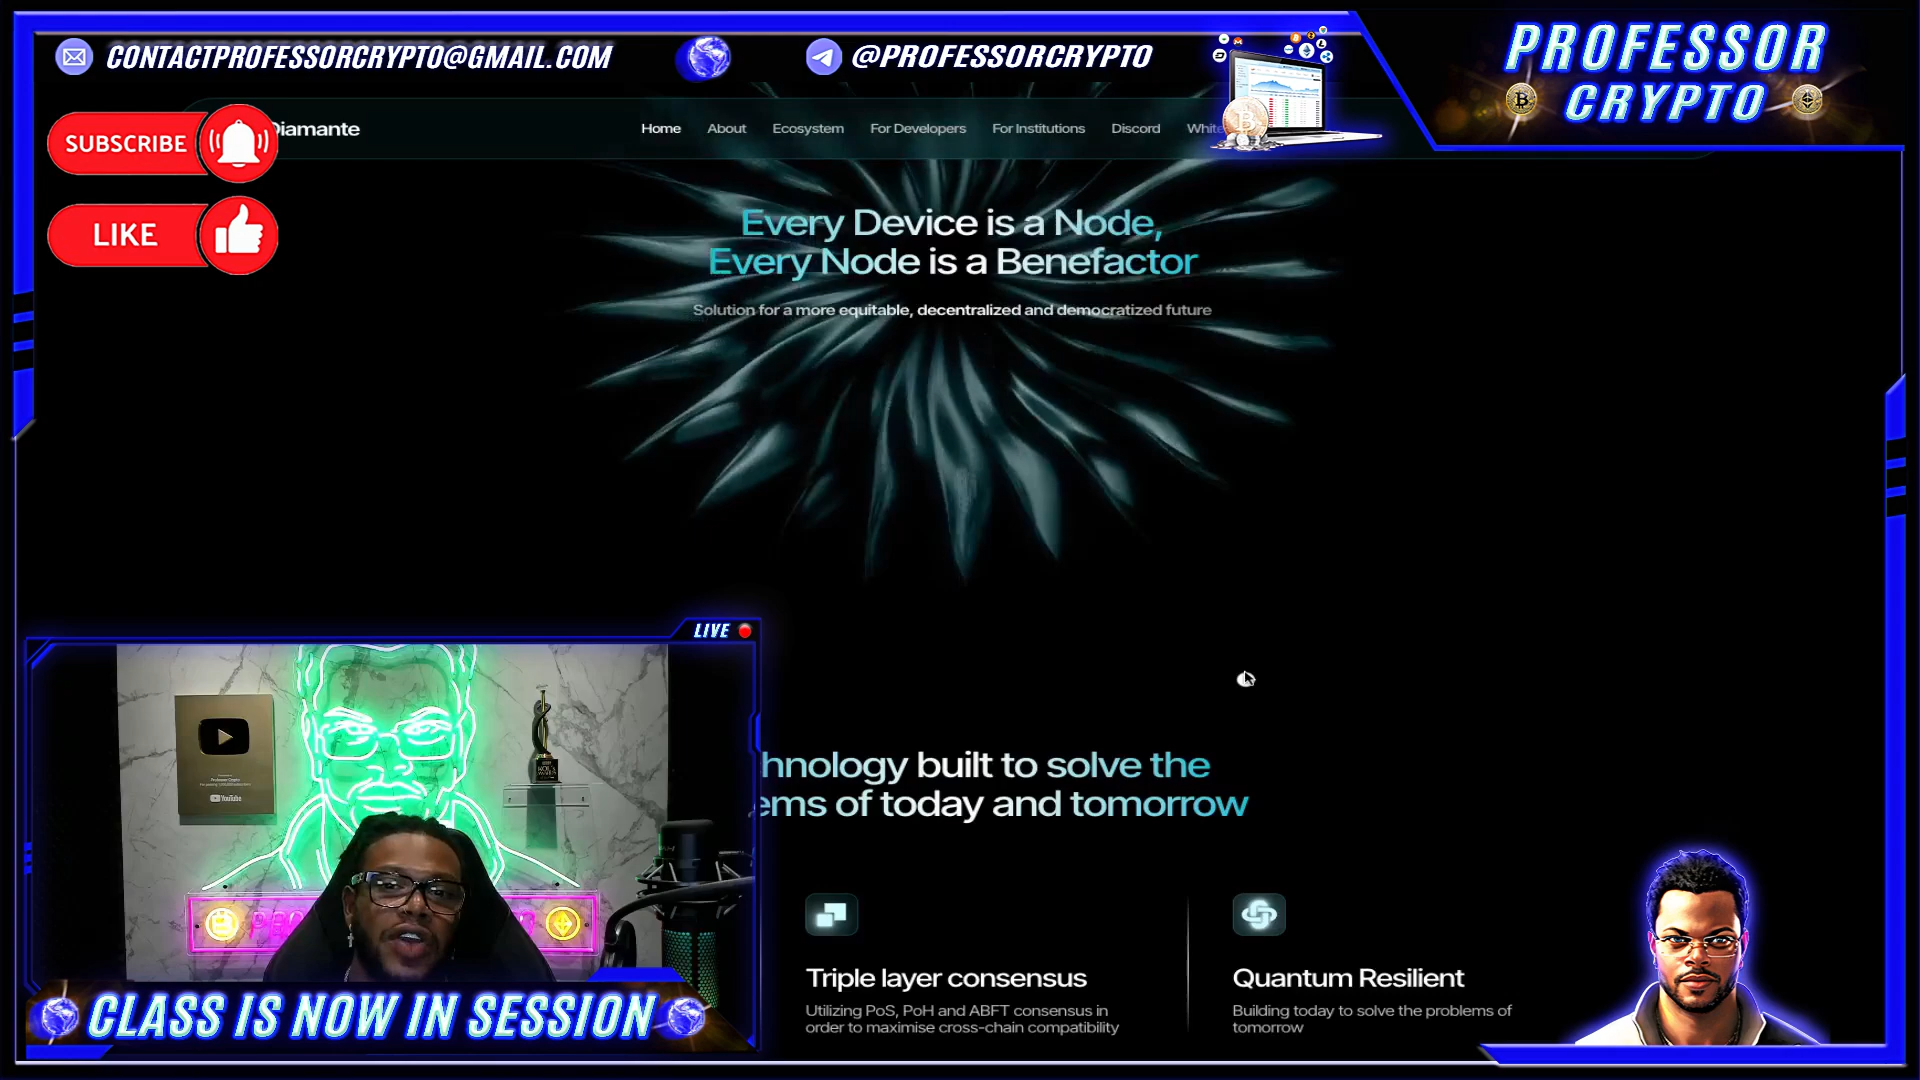 CONTACTPROFESSORCRYPTO@GMAIL.COM
@PROFESSORCRYPTO
PROFESSOR
CRYPTO
SUBSCRIBE
LIKE
Diamante
Home About Ecosystem For Developers For Institutions Discord White
Every Device is a Node,
Every Node is a Benefactor
Solution for a more equitable, decentralized and democratized future
LIVE
hnology built to solve the
ems of today and tomorrow
YouTube
Triple layer consensus
Utilizing PoS, PoH and ABFT consensus in
order to maximise cross-chain compatibility
Quantum Resilient
Building today to solve the problems of
tomorrow
CLASS IS NOW IN SESSION